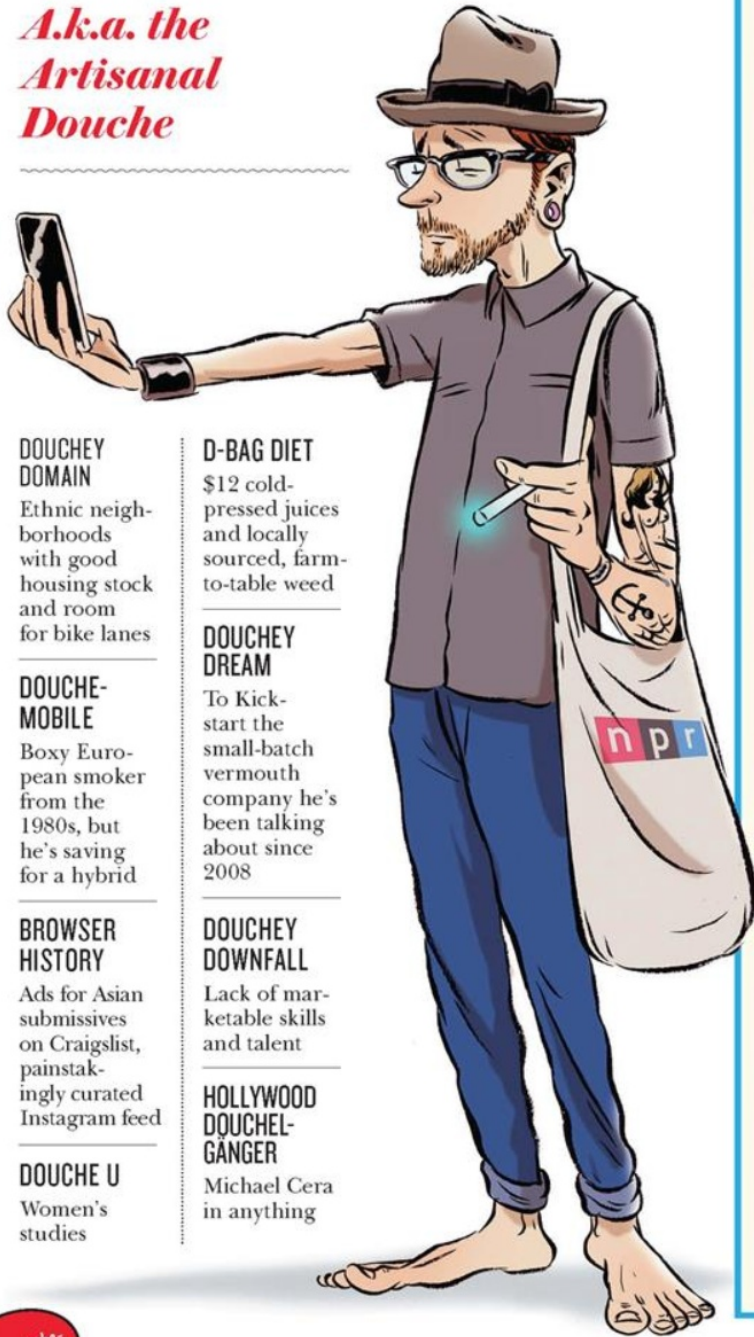 A.k.a. the
Artisanal
Douche
DOUCHEY
DOMAIN
Ethnic neigh-
borhoods
with good
housing stock
and room
for bike lanes
DOUCHE-
MOBILE
Boxy Euro-
pean smoker
from the
1980s, but
he's saving
for a hybrid
BROWSER
HISTORY
Ads for Asian
submissives
on Craigslist,
painstak-
ingly curated
Instagram feed
DOUCHE U
Women's
studies
D-BAG DIET
$12 cold-
pressed juices
and locally
sourced, farm-
to-table weed
DOUCHEY
DREAM
To Kick-
start the
small-batch
vermouth
company he's
been talking
about since
2008
DOUCHEY
DOWNFALL
Lack of mar-
ketable skills
and talent
HOLLYWOOD
DOUCHEL-
GÄNGER
Michael Cera
in anything
npr